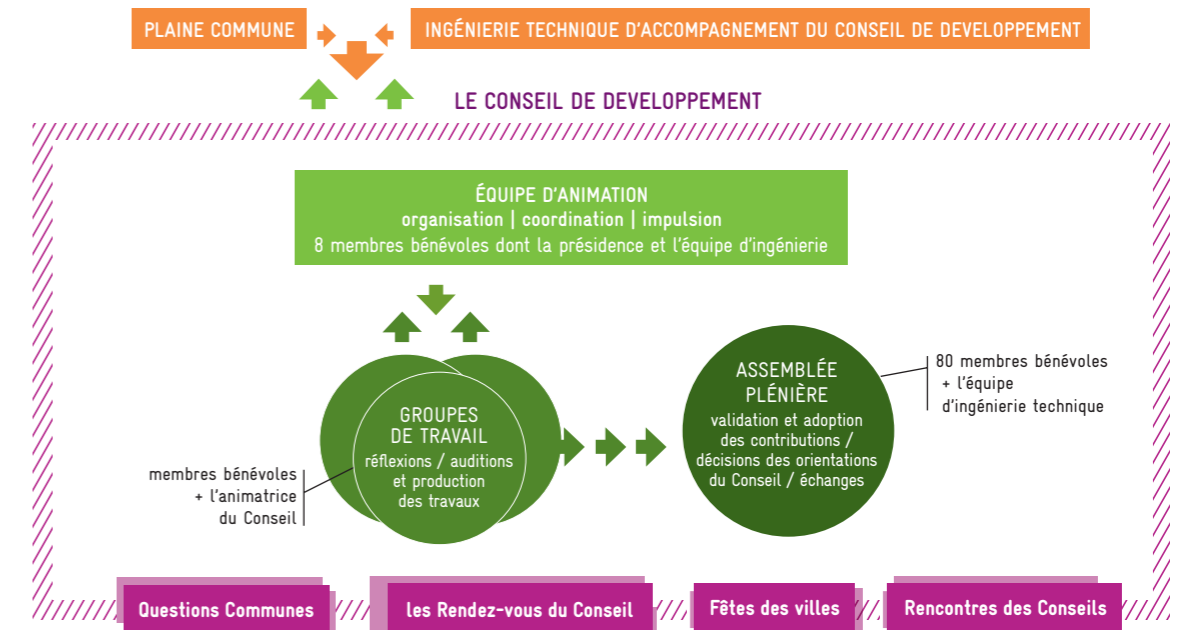 PLAINE COMMUNE
INGÉNIERIE TECHNIQUE D'ACCOMPAGNEMENT DU CONSEIL DE DEVELOPPEMENT
LE CONSEIL DE DEVELOPPEMENT
ÉQUIPE D'ANIMATION
organisation | coordination | impulsion
8 membres bénévoles dont la présidence et l'équipe d'ingénierie
GROUPES
DE TRAVAIL
réflexions / auditions
et production
des travaux
membres bénévoles
+ l'animatrice
du Conseil
ASSEMBLÉE
PLÉNIÈRE
validation et adoption
des contributions /
décisions des orientations
du Conseil / échanges
80 membres bénévoles
+ l'équipe
d'ingénierie technique
Questions Communes
les Rendez-vous du Conseil
Fêtes des villes
Rencontres des Conseils